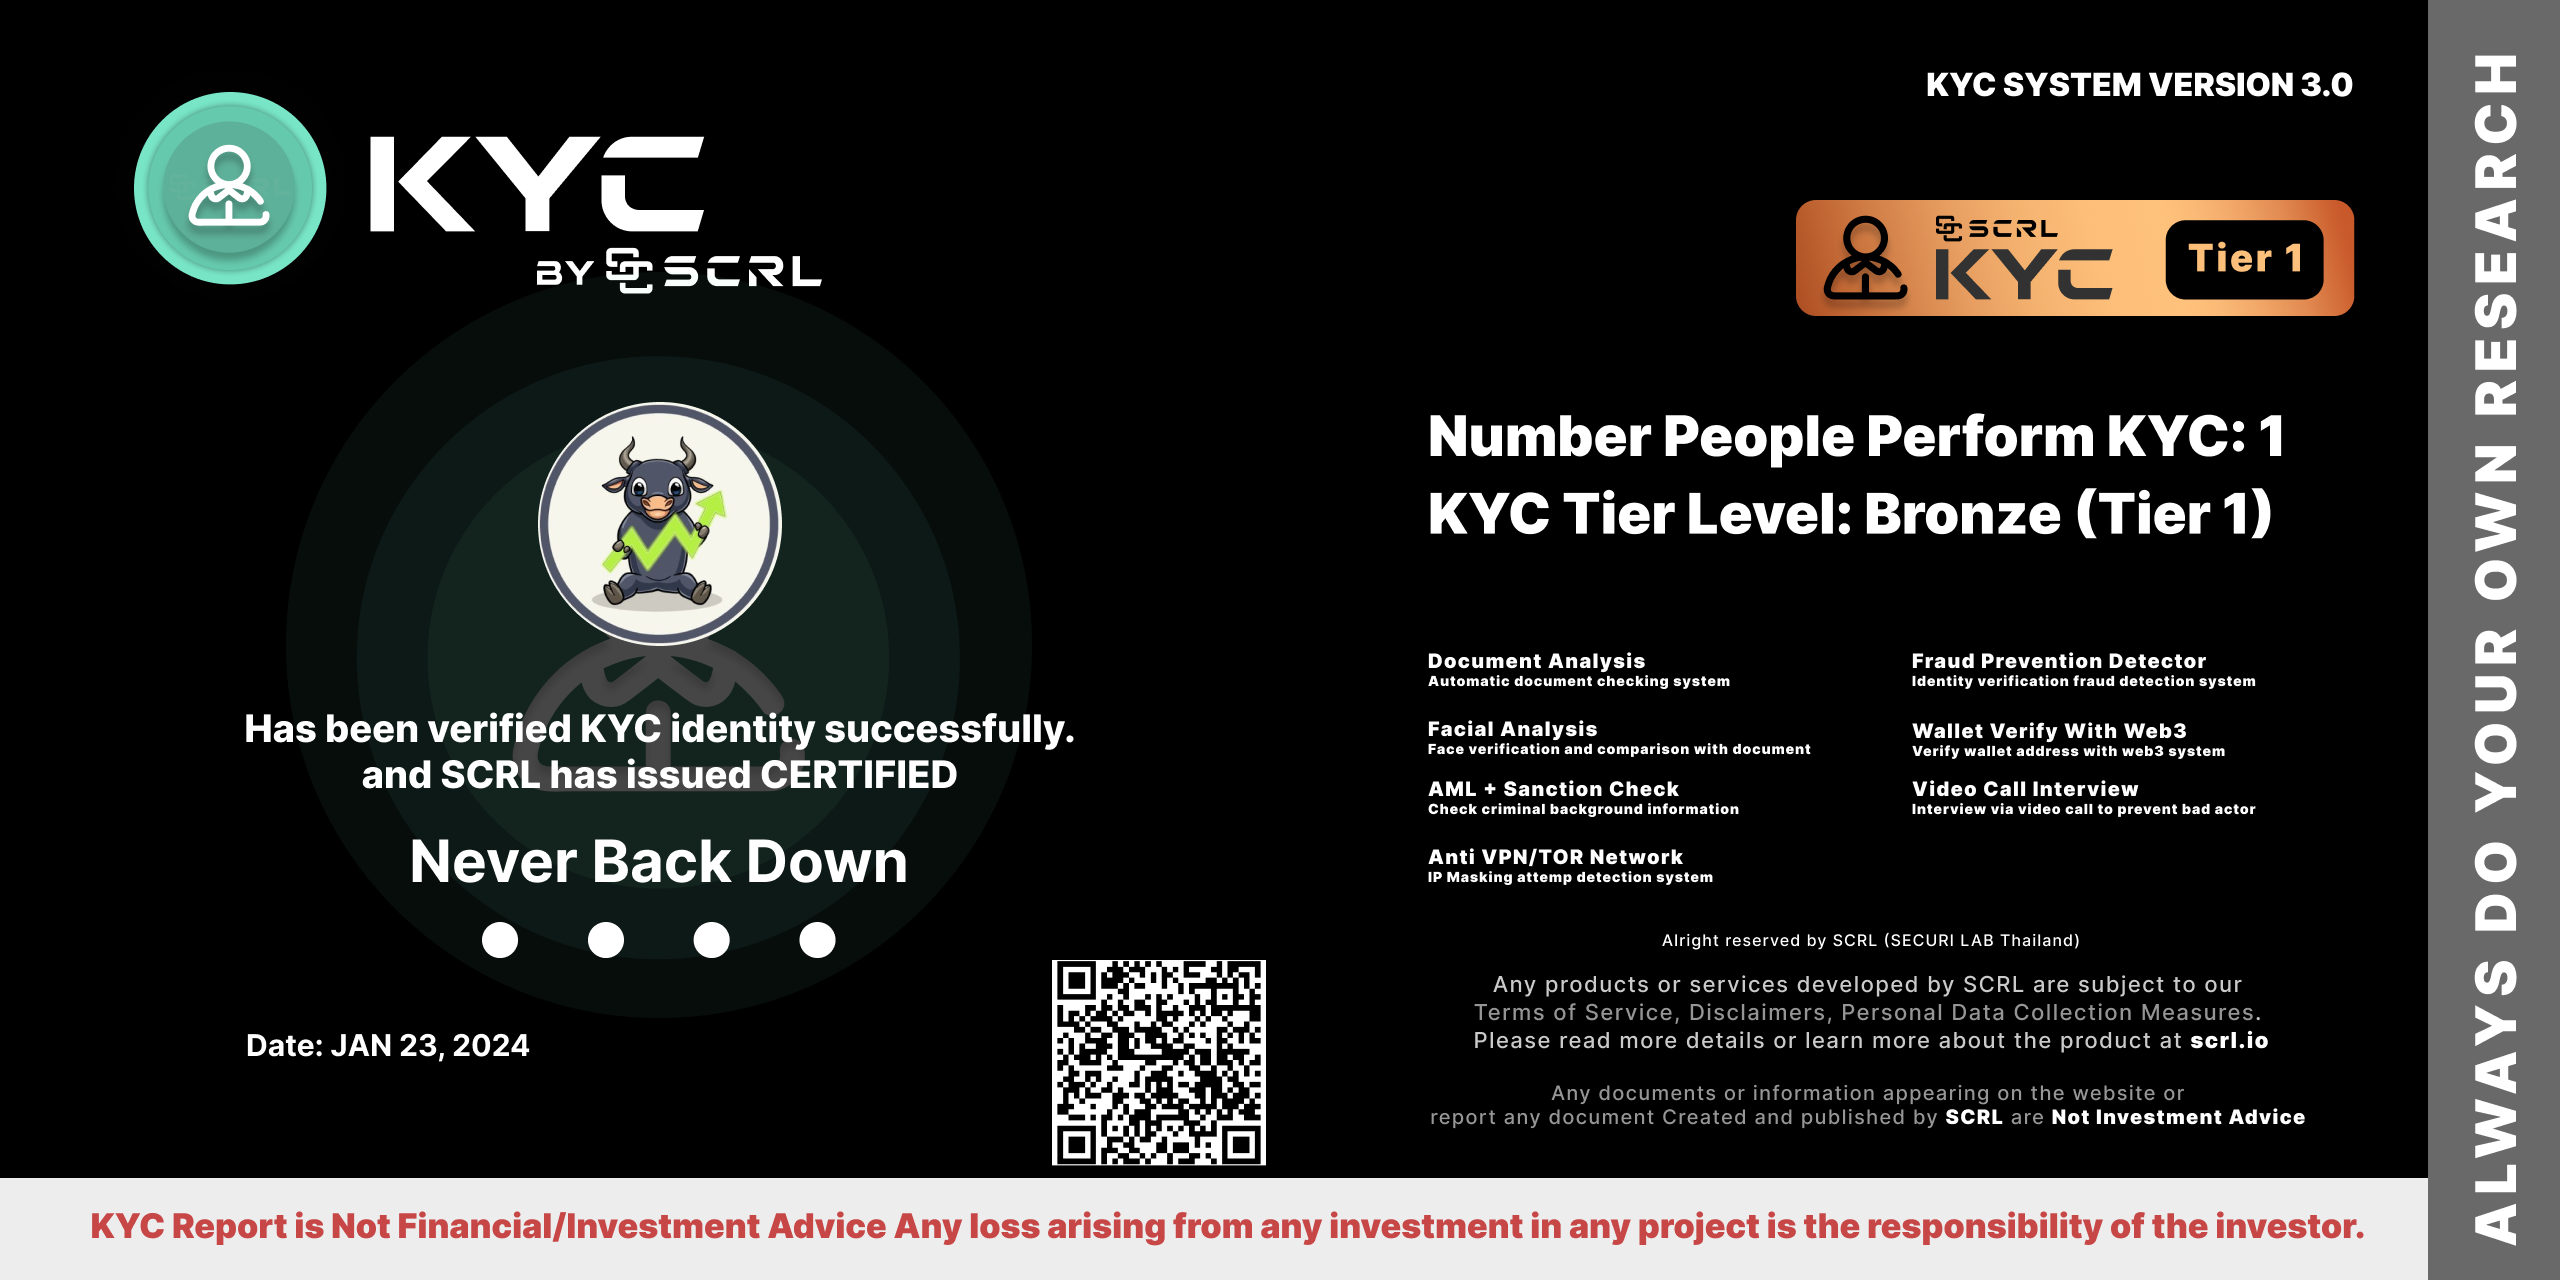 KYC SYSTEM VERSION 3.0
KYC
BY SCRL
SCRL
KYC
Tier 1
Number People Perform KYC: 1
KYC Tier Level: Bronze (Tier 1)
Has been verified KYC identity successfully.
and SCRL has issued CERTIFIED
Never Back Down
Date: JAN 23, 2024
Document Analysis
Automatic document checking system
Fraud Prevention Detector
Identity verification fraud detection system
Facial Analysis
Face verification and comparison with document
Wallet Verify With Web3
Verify wallet address with web3 system
AML + Sanction Check
Check criminal background information
Video Call Interview
Interview via video call to prevent bad actor
Anti VPN/TOR Network
IP Masking attemp detection system
Alright reserved by SCRL (SECURI LAB Thailand)
Any products or services developed by SCRL are subject to our
Terms of Service, Disclaimers, Personal Data Collection Measures.
Please read more details or learn more about the product at scrl.io
Any documents or information appearing on the website or
report any document Created and published by SCRL are Not Investment Advice
KYC Report is Not Financial/Investment Advice Any loss arising from any investment in any project is the responsibility of the investor.
ALWAYS DO YOUR OWN RESEARCH